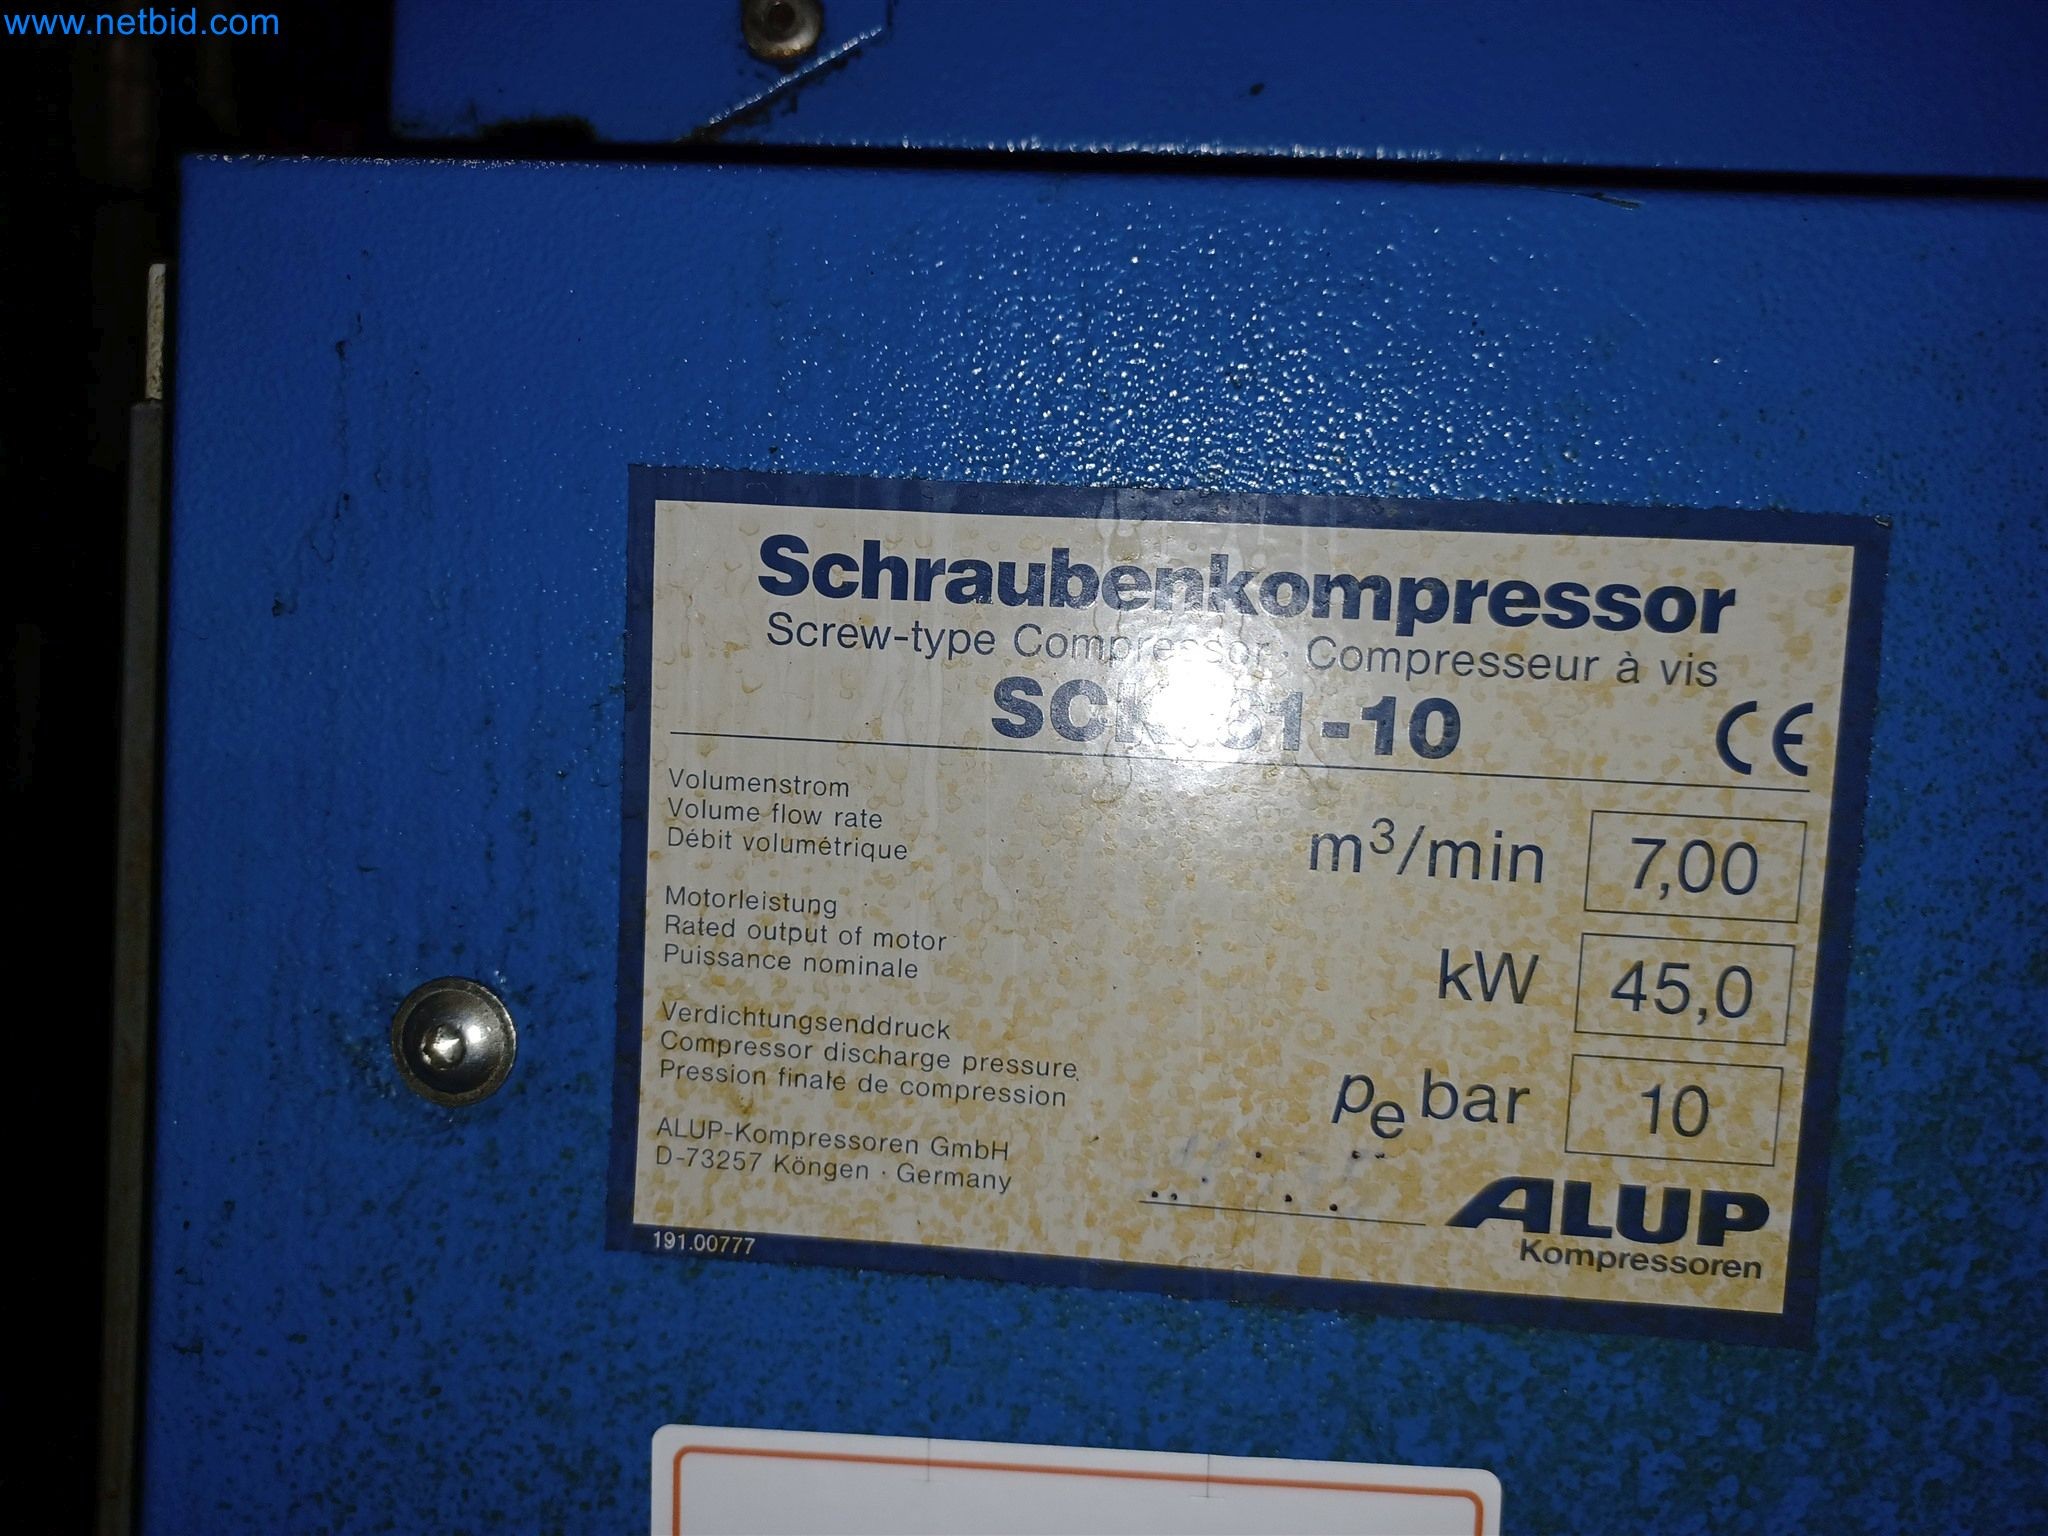 www.netbid.com
Schraubenkompressor
Screw-type Compressor · Compresseur à vis
CE
Volumenstrom
Volume flow rate
Débit volumétrique
m³/min 7,00
Motorleistung
Rated output of motor
Puissance nominale
kW 45,0
Verdichtungsenddruck
Compressor discharge pressure
Pression finale de compression
pe bar 10
ALUP-Kompressoren GmbH
D-73257 Köngen · Germany
ALUP
Kompressoren
191.00777